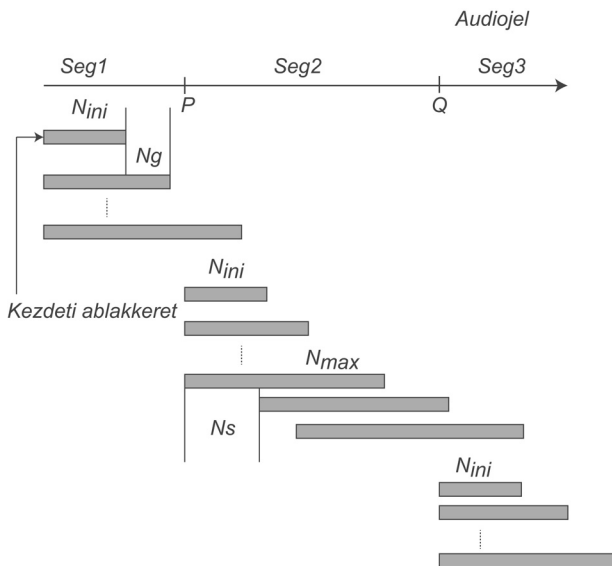 Audiojel
Seg1 Seg2 Seg3
P Q
Nini
Ng
Nini
Kezdeti ablakkeret
Nmax
Ns
Nini